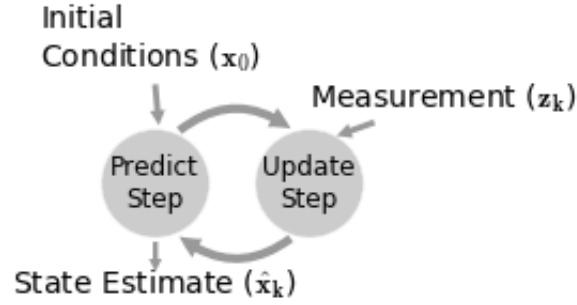 Initial
Conditions (x₀)
Measurement (zₖ)
Predict
Step
Update
Step
State Estimate (x̂ₖ)